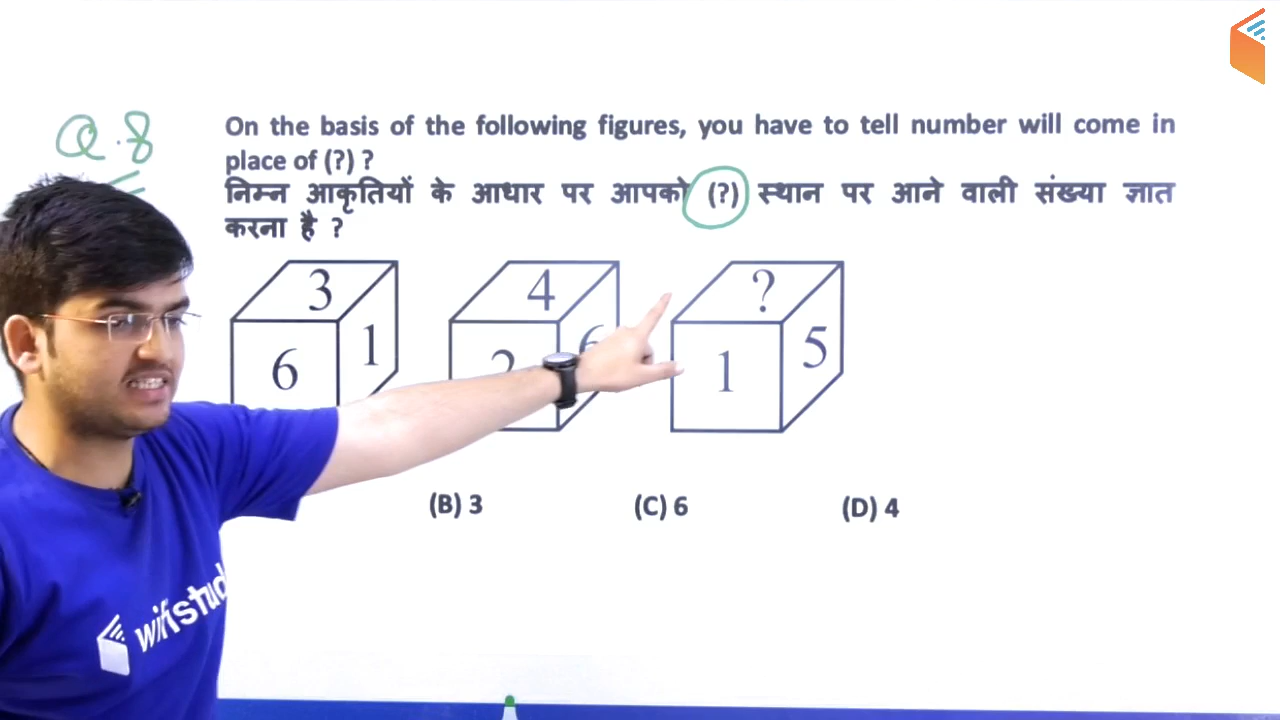 Q.8
On the basis of the following figures, you have to tell number will come in
place of (?) ?
निम्न आकृतियों के आधार पर आपको (?) स्थान पर आने वाली संख्या ज्ञात
करना है ?
3
6
1
4
?
1
5
(B) 3
(C) 6
(D) 4